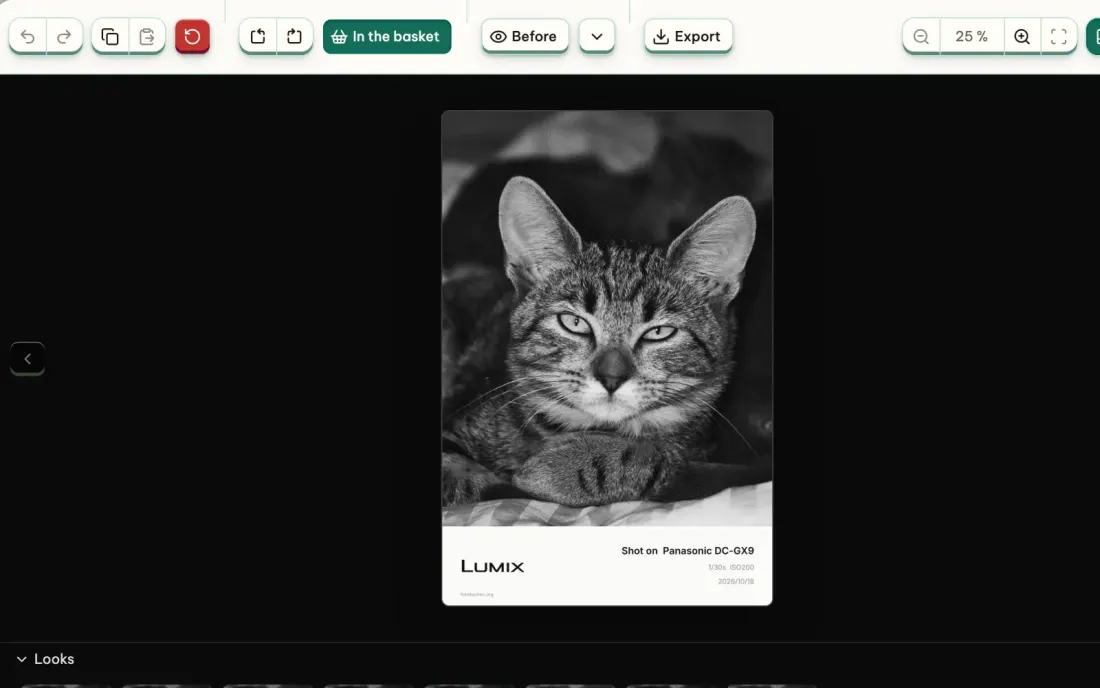 In the basket
Before
Export
25 %
LUMIX
Shot on Panasonic DC-GX9
1/30s ISO200
2026/10/18
Looks